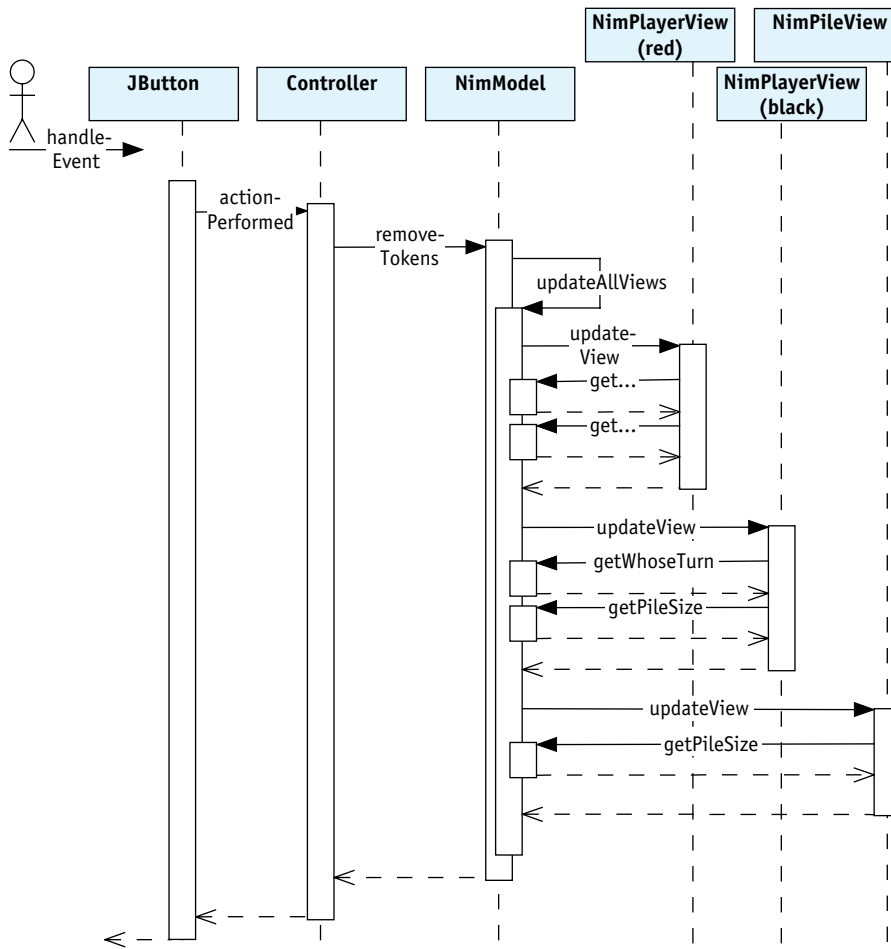 NimPlayerView
(red)
NimPileView
JButton
Controller
NimModel
NimPlayerView
(black)
handle-
Event
action-
Performed
remove-
Tokens
updateAllViews
update-
View
get...
get...
updateView
getWhoseTurn
getPileSize
updateView
getPileSize